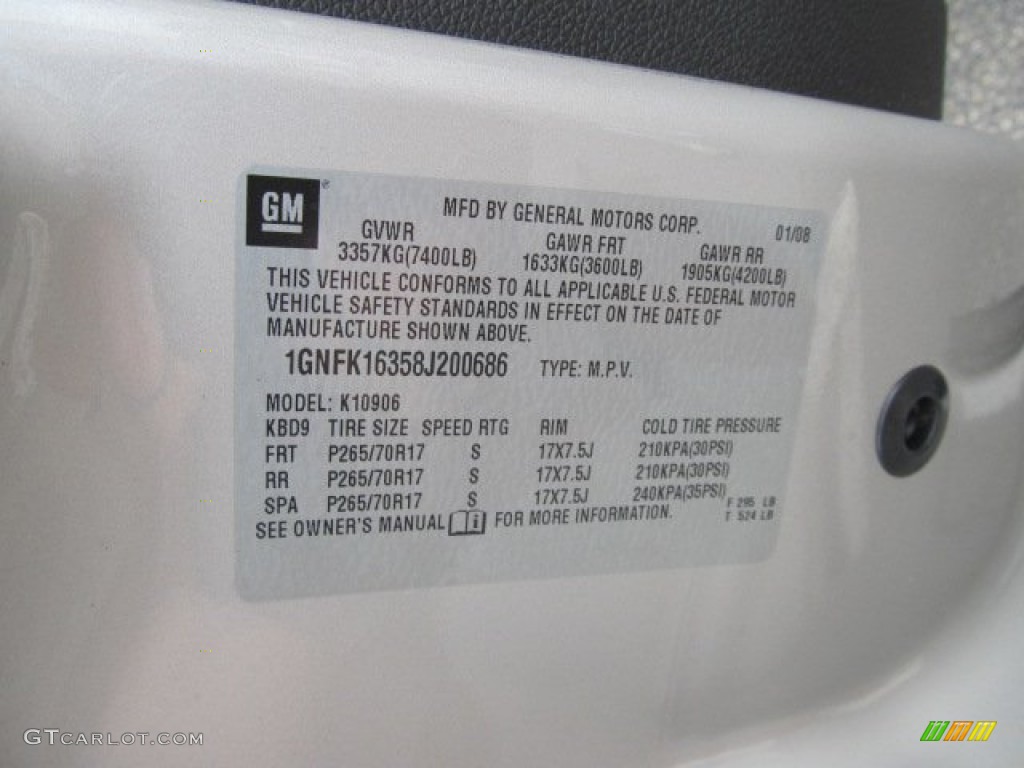 GM ®
MFD BY GENERAL MOTORS CORP. 01/08
GVWR GAWR FRT GAWR RR
3357KG(7400LB) 1633KG(3600LB) 1905KG(4200LB)
THIS VEHICLE CONFORMS TO ALL APPLICABLE U.S. FEDERAL MOTOR
VEHICLE SAFETY STANDARDS IN EFFECT ON THE DATE OF
MANUFACTURE SHOWN ABOVE.
1GNFK16358J200686 TYPE: M.P.V.
MODEL: K10906
KBD9 TIRE SIZE SPEED RTG RIM COLD TIRE PRESSURE
FRT P265/70R17 S 17X7.5J 210KPA(30PSI)
RR P265/70R17 S 17X7.5J 210KPA(30PSI)
SPA P265/70R17 S 17X7.5J 240KPA(35PSI)
F 295 LB
T 524 LB
SEE OWNER'S MANUAL i FOR MORE INFORMATION.
GTCARLOT.COM